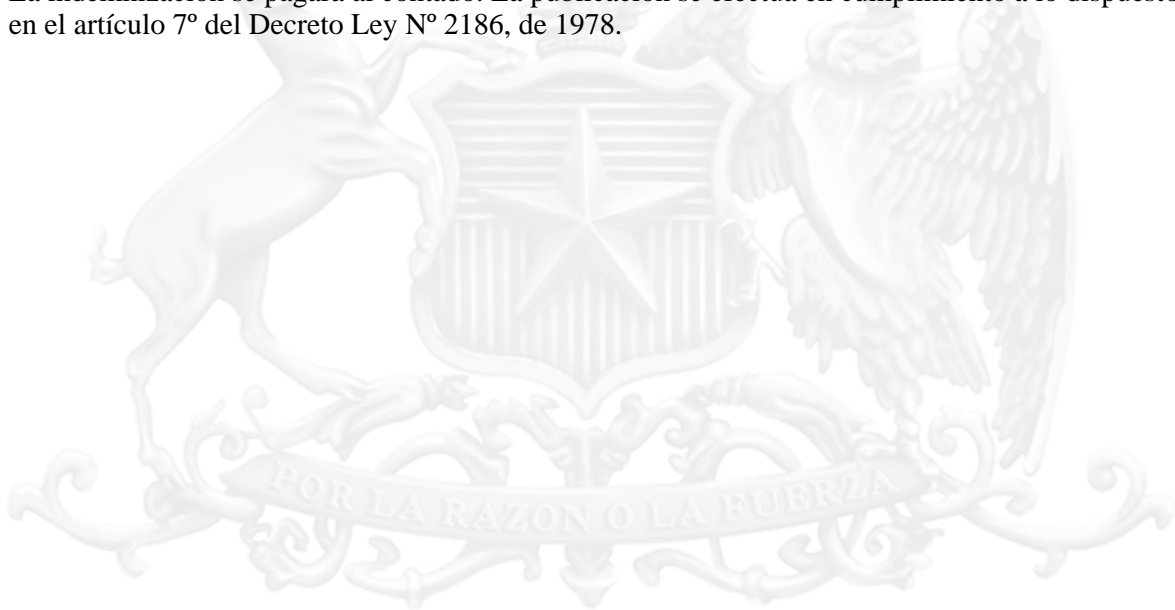 La indemnización se pagará al contado. La publicación se efectúa en cumplimiento a lo dispuesto
en el artículo 7º del Decreto Ley Nº 2186, de 1978.
POR LA RAZON O LA FUERZA